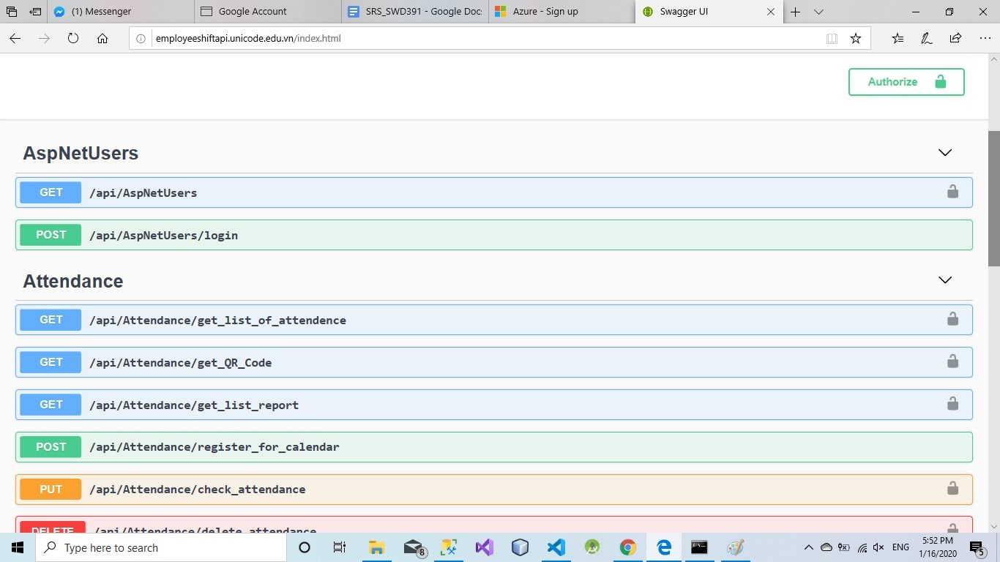 (1) Messenger
Google Account
SRS_SWD391 - Google Docs
Azure - Sign up
Swagger UI
employeeshiftapi.unicode.edu.vn/index.html
Authorize
AspNetUsers
GET /api/AspNetUsers
POST /api/AspNetUsers/login
Attendance
GET /api/Attendance/get_list_of_attendence
GET /api/Attendance/get_QR_Code
GET /api/Attendance/get_list_report
POST /api/Attendance/register_for_calendar
PUT /api/Attendance/check_attendance
DELETE /api/Attendance/delete_attendance
Type here to search
8
ENG
5:52 PM
1/16/2020
5